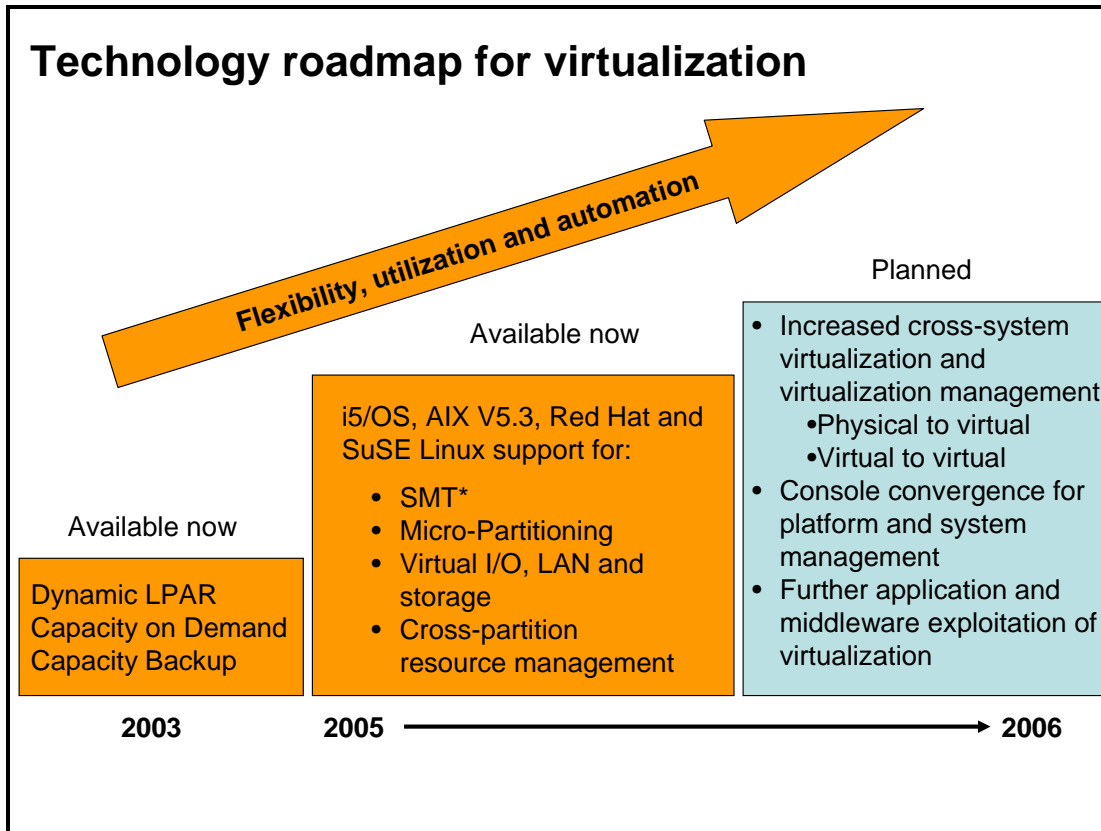 Technology roadmap for virtualization
Flexibility, utilization and automation
Available now
Dynamic LPAR
Capacity on Demand
Capacity Backup
2003
Available now
i5/OS, AIX V5.3, Red Hat and
SuSE Linux support for:
• SMT*
• Micro-Partitioning
• Virtual I/O, LAN and
storage
• Cross-partition
resource management
2005
Planned
• Increased cross-system
virtualization and
virtualization management
•Physical to virtual
•Virtual to virtual
• Console convergence for
platform and system
management
• Further application and
middleware exploitation of
virtualization
2006